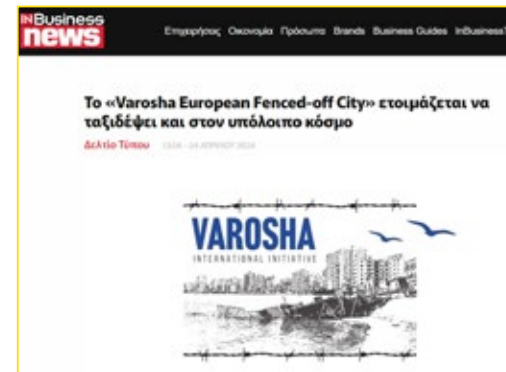 INBusiness
news
Επιχειρήσεις Οικονομία Πρόσωπα Brands Business Guides InBusiness
Το «Varosha European Fenced-off City» ετοιμάζεται να
ταξιδέψει και στον υπόλοιπο κόσμο
Δελτίο Τύπου
VAROSHA
INTERNATIONAL INITIATIVE